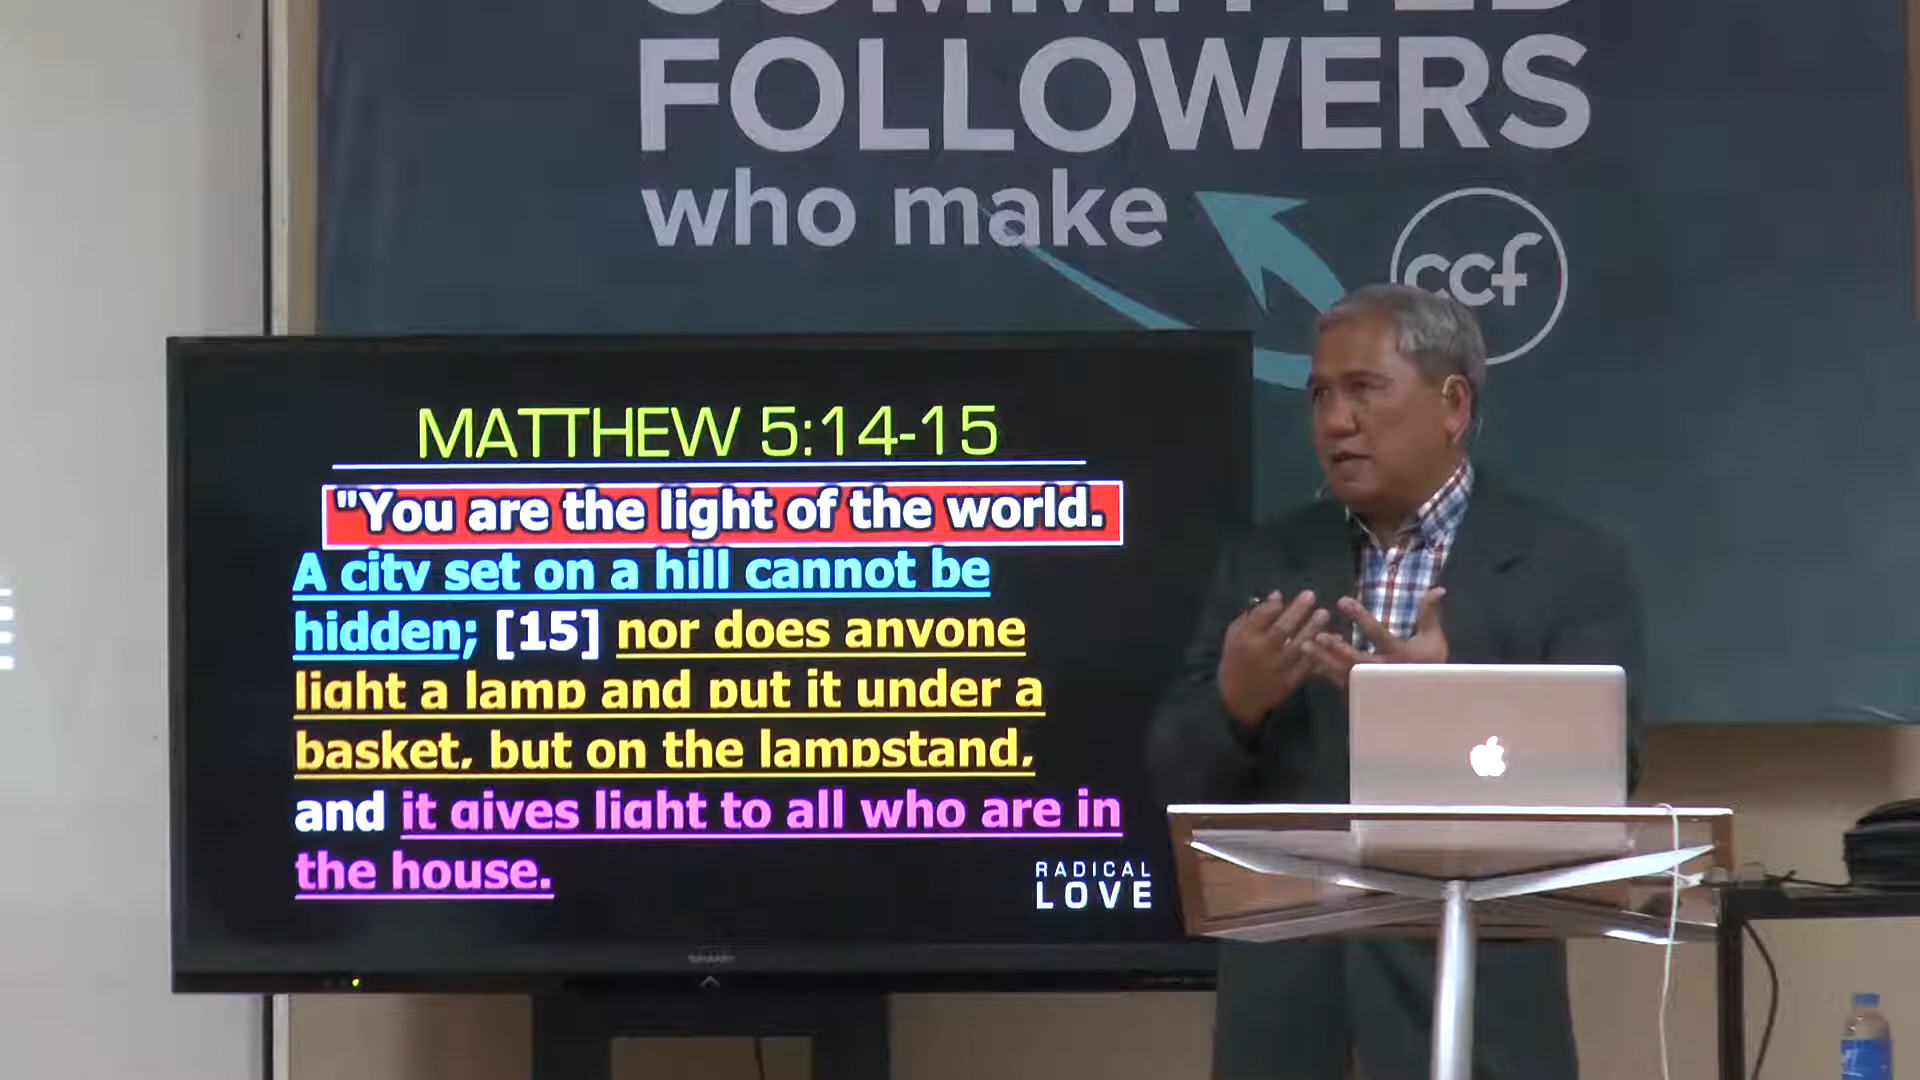 COMMITTED
FOLLOWERS
who make
ccf
MATTHEW 5:14-15
"You are the light of the world.
A city set on a hill cannot be
hidden; [15] nor does anyone
light a lamp and put it under a
basket, but on the lampstand,
and it gives light to all who are in
the house.
RADICAL
LOVE
SHARP